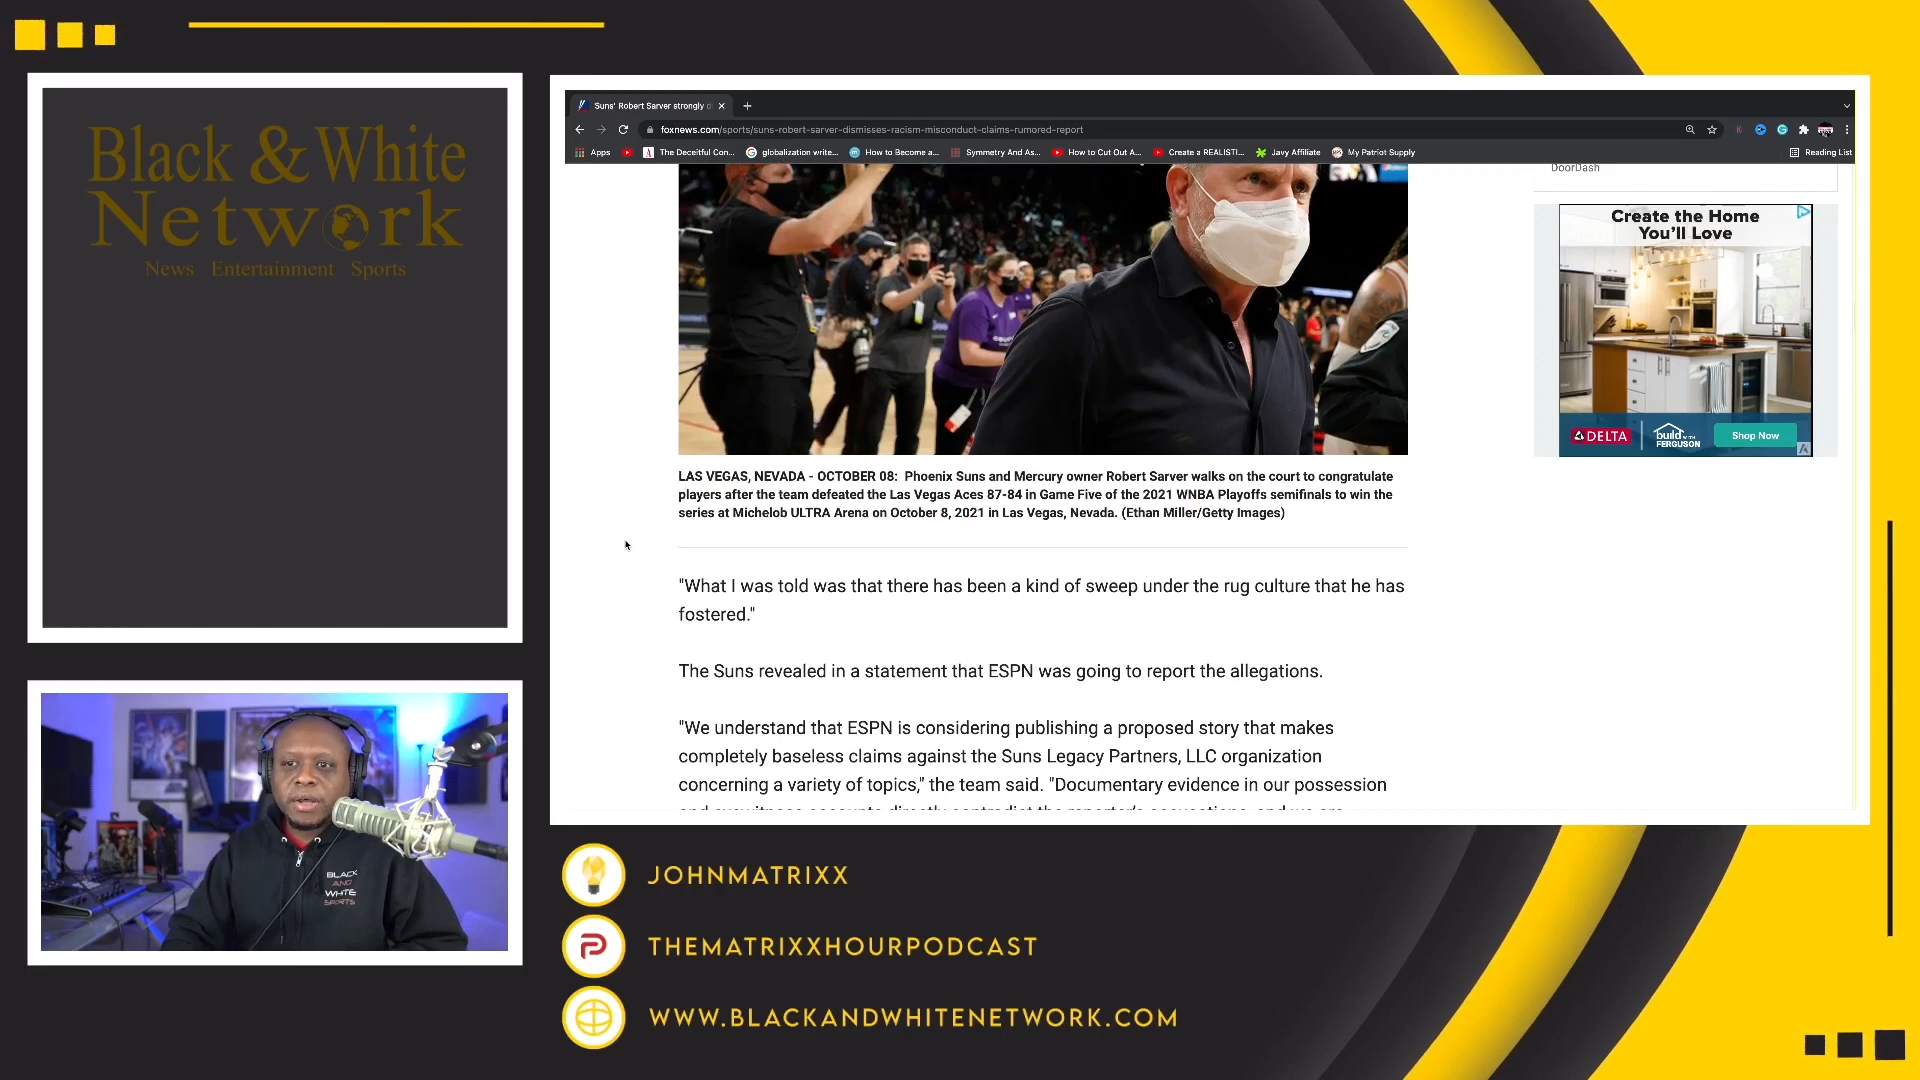 Black & White
Network
News Entertainment Sports
Suns' Robert Sarver strongly d
foxnews.com/sports/suns-robert-sarver-dismisses-racism-misconduct-claims-rumored-report
Apps
The Deceitful Con...
globalization write...
How to Become a...
Symmetry And As...
How to Cut Out A...
Create a REALISTI...
Javy Affiliate
My Patriot Supply
Reading List
DoorDash
Create the Home
You'll Love
DELTA
build with
FERGUSON
Shop Now
LAS VEGAS, NEVADA - OCTOBER 08: Phoenix Suns and Mercury owner Robert Sarver walks on the court to congratulate
players after the team defeated the Las Vegas Aces 87-84 in Game Five of the 2021 WNBA Playoffs semifinals to win the
series at Michelob ULTRA Arena on October 8, 2021 in Las Vegas, Nevada. (Ethan Miller/Getty Images)
"What I was told was that there has been a kind of sweep under the rug culture that he has
fostered."
The Suns revealed in a statement that ESPN was going to report the allegations.
"We understand that ESPN is considering publishing a proposed story that makes
completely baseless claims against the Suns Legacy Partners, LLC organization
concerning a variety of topics," the team said. "Documentary evidence in our possession
BLACK
AND
WHITE
SPORTS
JOHNMATRIXX
THEMATRIXXHOURPODCAST
WWW.BLACKANDWHITENETWORK.COM